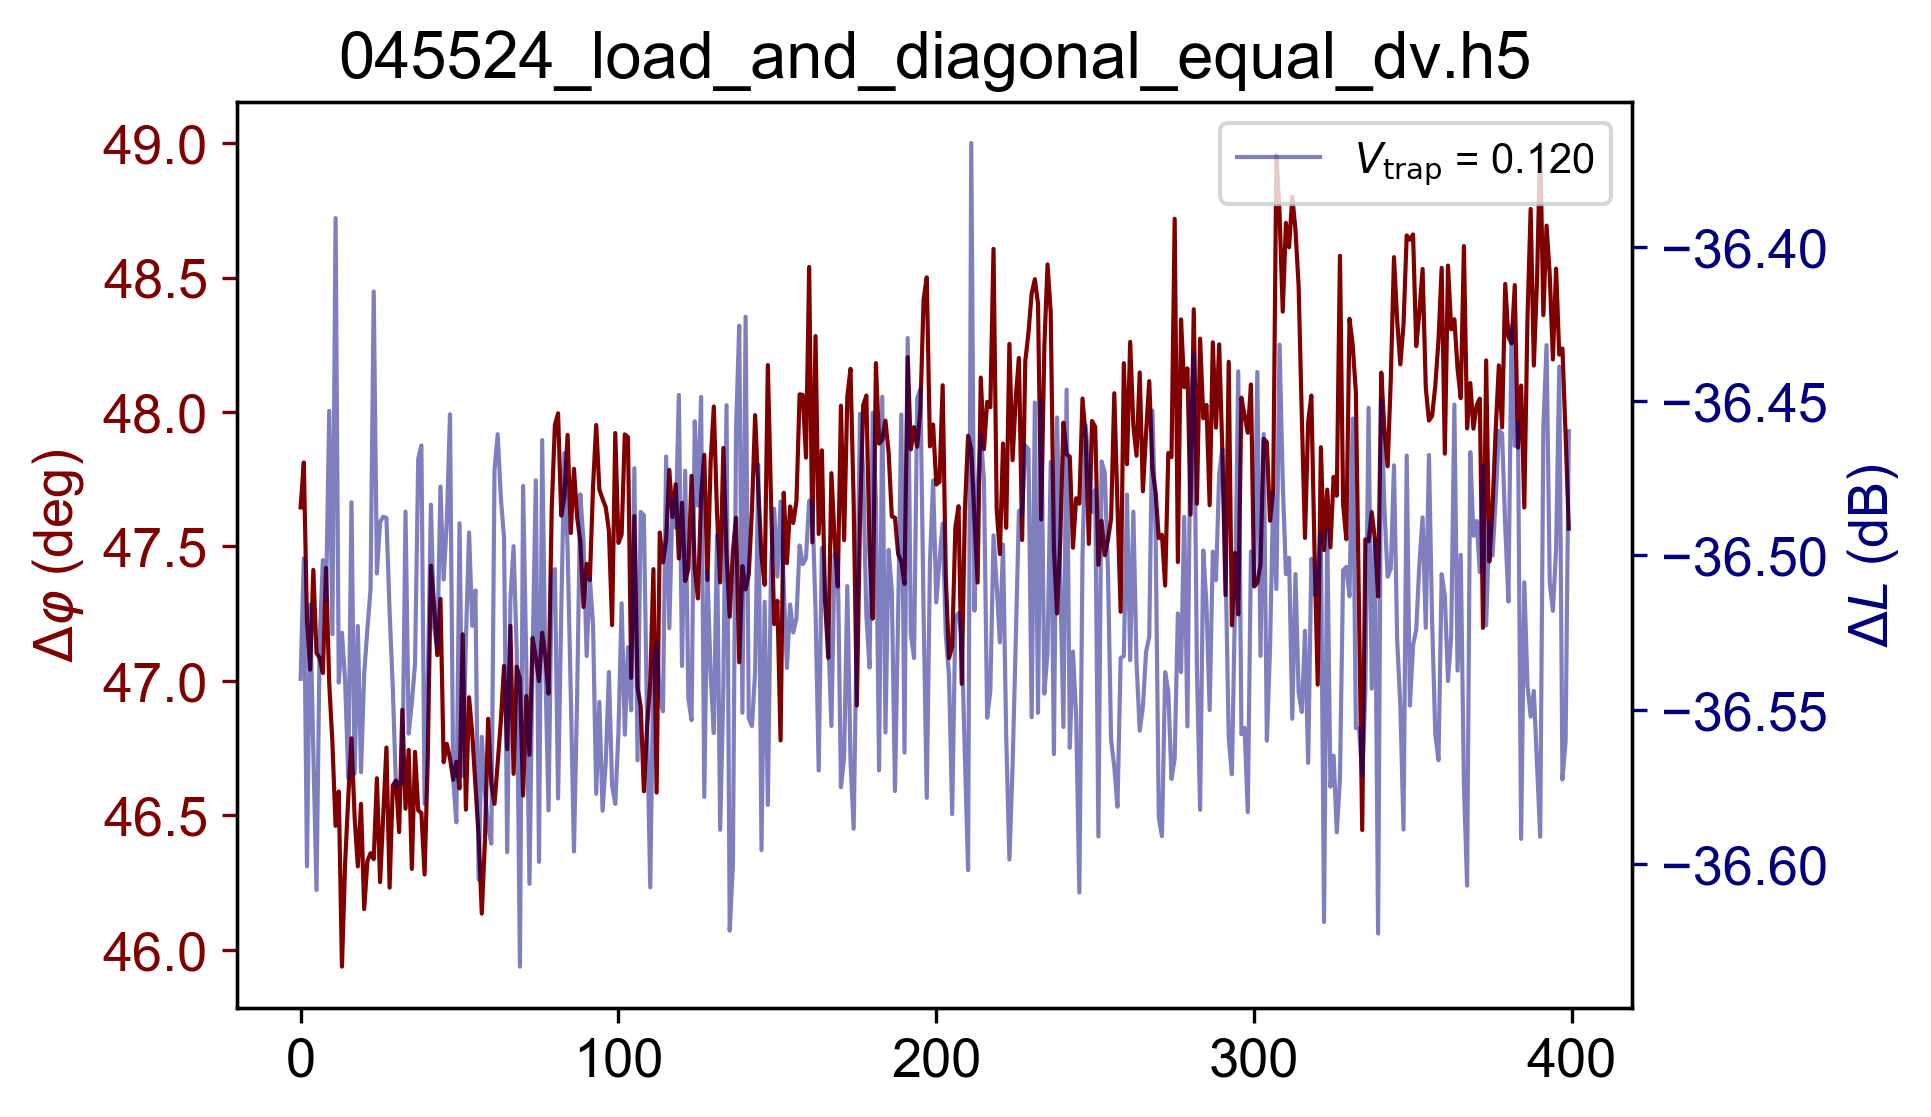 045524_load_and_diagonal_equal_dv.h5
V_trap = 0.120
49.0
48.5
48.0
47.5
47.0
46.5
46.0
Δφ (deg)
−36.40
−36.45
−36.50
−36.55
−36.60
ΔL (dB)
0 100 200 300 400